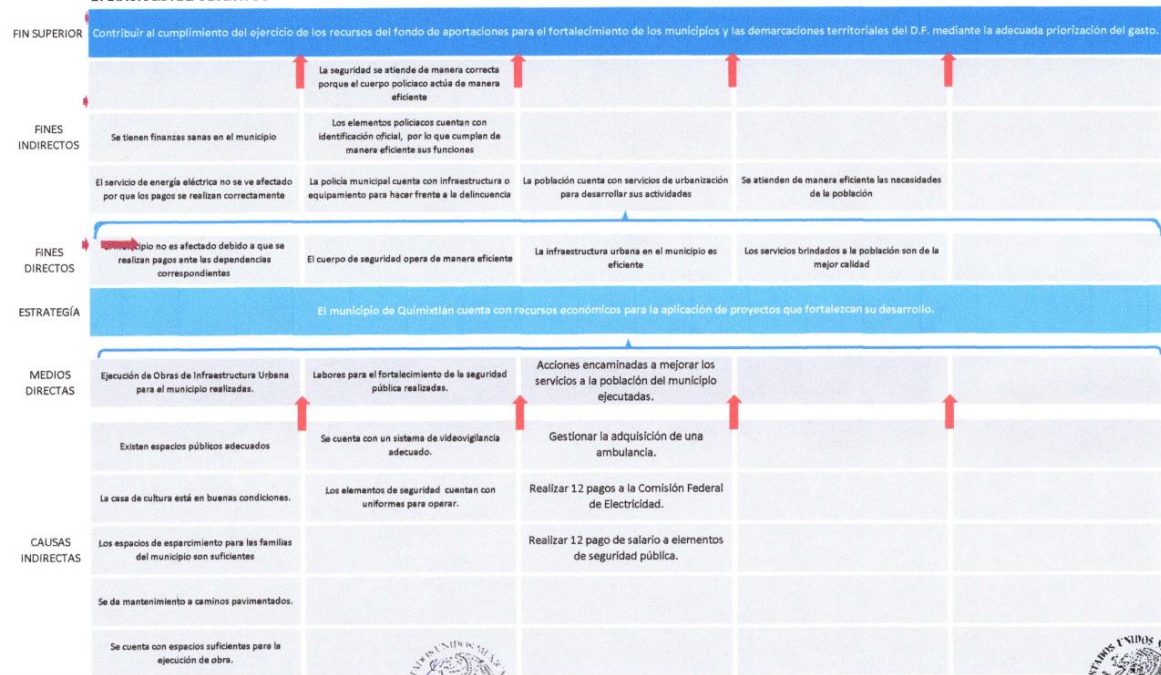 FIN SUPERIOR
Contribuir al cumplimiento del ejercicio de los recursos del fondo de aportaciones para el fortalecimiento de los municipios y las demarcaciones territoriales del D.F. mediante la adecuada priorización del gasto.
La seguridad se atiende de manera correcta
porque el cuerpo policiaco actúa de manera
eficiente
FINES
INDIRECTOS
Se tienen finanzas sanas en el municipio
Los elementos policiacos cuentan con
identificación oficial, por lo que cumplan de
manera eficiente sus funciones
El servicio de energía eléctrica no se ve afectado
por que los pagos se realizan correctamente
La policía municipal cuenta con infraestructura o
equipamiento para hacer frente a la delincuencia
La población cuenta con servicios de urbanización
para desarrollar sus actividades
Se atienden de manera eficiente las necesidades
de la población
FINES
DIRECTOS
no es afectado debido a que se
realizan pagos ante las dependencias
correspondientes
El cuerpo de seguridad opera de manera eficiente
La infraestructura urbana en el municipio es
eficiente
Los servicios brindados a la población son de la
mejor calidad
ESTRATEGÍA
El municipio de Quimixtlán cuenta con recursos económicos para la aplicación de proyectos que fortalezcan su desarrollo.
MEDIOS
DIRECTAS
Ejecución de Obras de Infraestructura Urbana
para el municipio realizadas.
Labores para el fortalecimiento de la seguridad
pública realizadas.
Acciones encaminadas a mejorar los
servicios a la población del municipio
ejecutadas.
Existen espacios públicos adecuados
Se cuenta con un sistema de videovigilancia
adecuado.
Gestionar la adquisición de una
ambulancia.
La casa de cultura está en buenas condiciones.
Los elementos de seguridad cuentan con
uniformes para operar.
Realizar 12 pagos a la Comisión Federal
de Electricidad.
CAUSAS
INDIRECTAS
Los espacios de esparcimiento para las familias
del municipio son suficientes
Realizar 12 pago de salario a elementos
de seguridad pública.
Se da mantenimiento a caminos pavimentados.
Se cuenta con espacios suficientes para la
ejecución de obra.